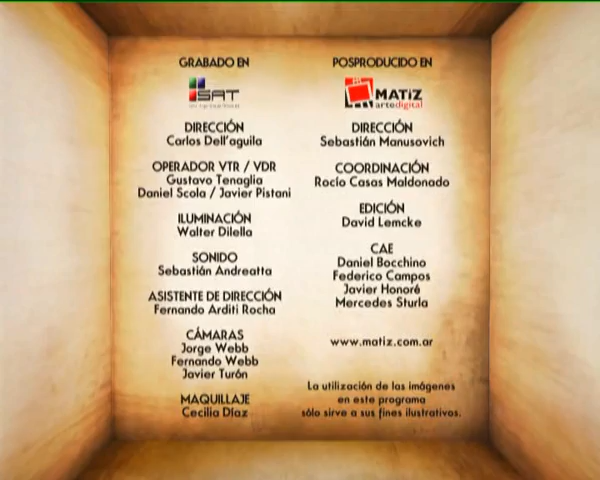 GRABADO EN
SAT
DIRECCIÓN
Carlos Dell'aguila
OPERADOR VTR / VDR
Gustavo Tenaglia
Daniel Scola / Javier Pistani
ILUMINACIÓN
Walter Dilella
SONIDO
Sebastián Andreatta
ASISTENTE DE DIRECCIÓN
Fernando Arditi Rocha
CÁMARAS
Jorge Webb
Fernando Webb
Javier Turón
MAQUILLAJE
Cecilia Díaz
POSPRODUCIDO EN
MATIZ
artedigital
DIRECCIÓN
Sebastián Manusovich
COORDINACIÓN
Rocío Casas Maldonado
EDICIÓN
David Lemcke
CAE
Daniel Bocchino
Federico Campos
Javier Honoré
Mercedes Sturla
www.matiz.com.ar
La utilización de las imágenes
en este programa
sólo sirve a sus fines ilustrativos.